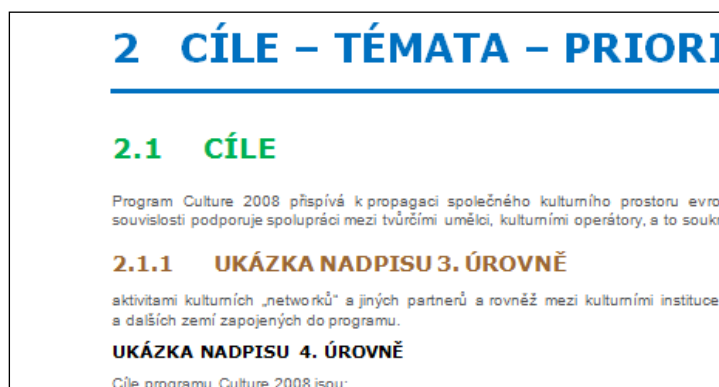 2 CÍLE – TÉMATA – PRIORI
2.1 CÍLE
Program Culture 2008 přispívá k propagaci společného kulturního prostoru evro
souvislosti podporuje spolupráci mezi tvůrčími umělci, kulturními operátory, a to soukr
2.1.1 UKÁZKA NADPISU 3. ÚROVNĚ
aktivitami kulturních „networků“ a jiných partnerů a rovněž mezi kulturními instituce
a dalších zemí zapojených do programu.
UKÁZKA NADPISU 4. ÚROVNĚ
Cíle programu Culture 2008 jsou: